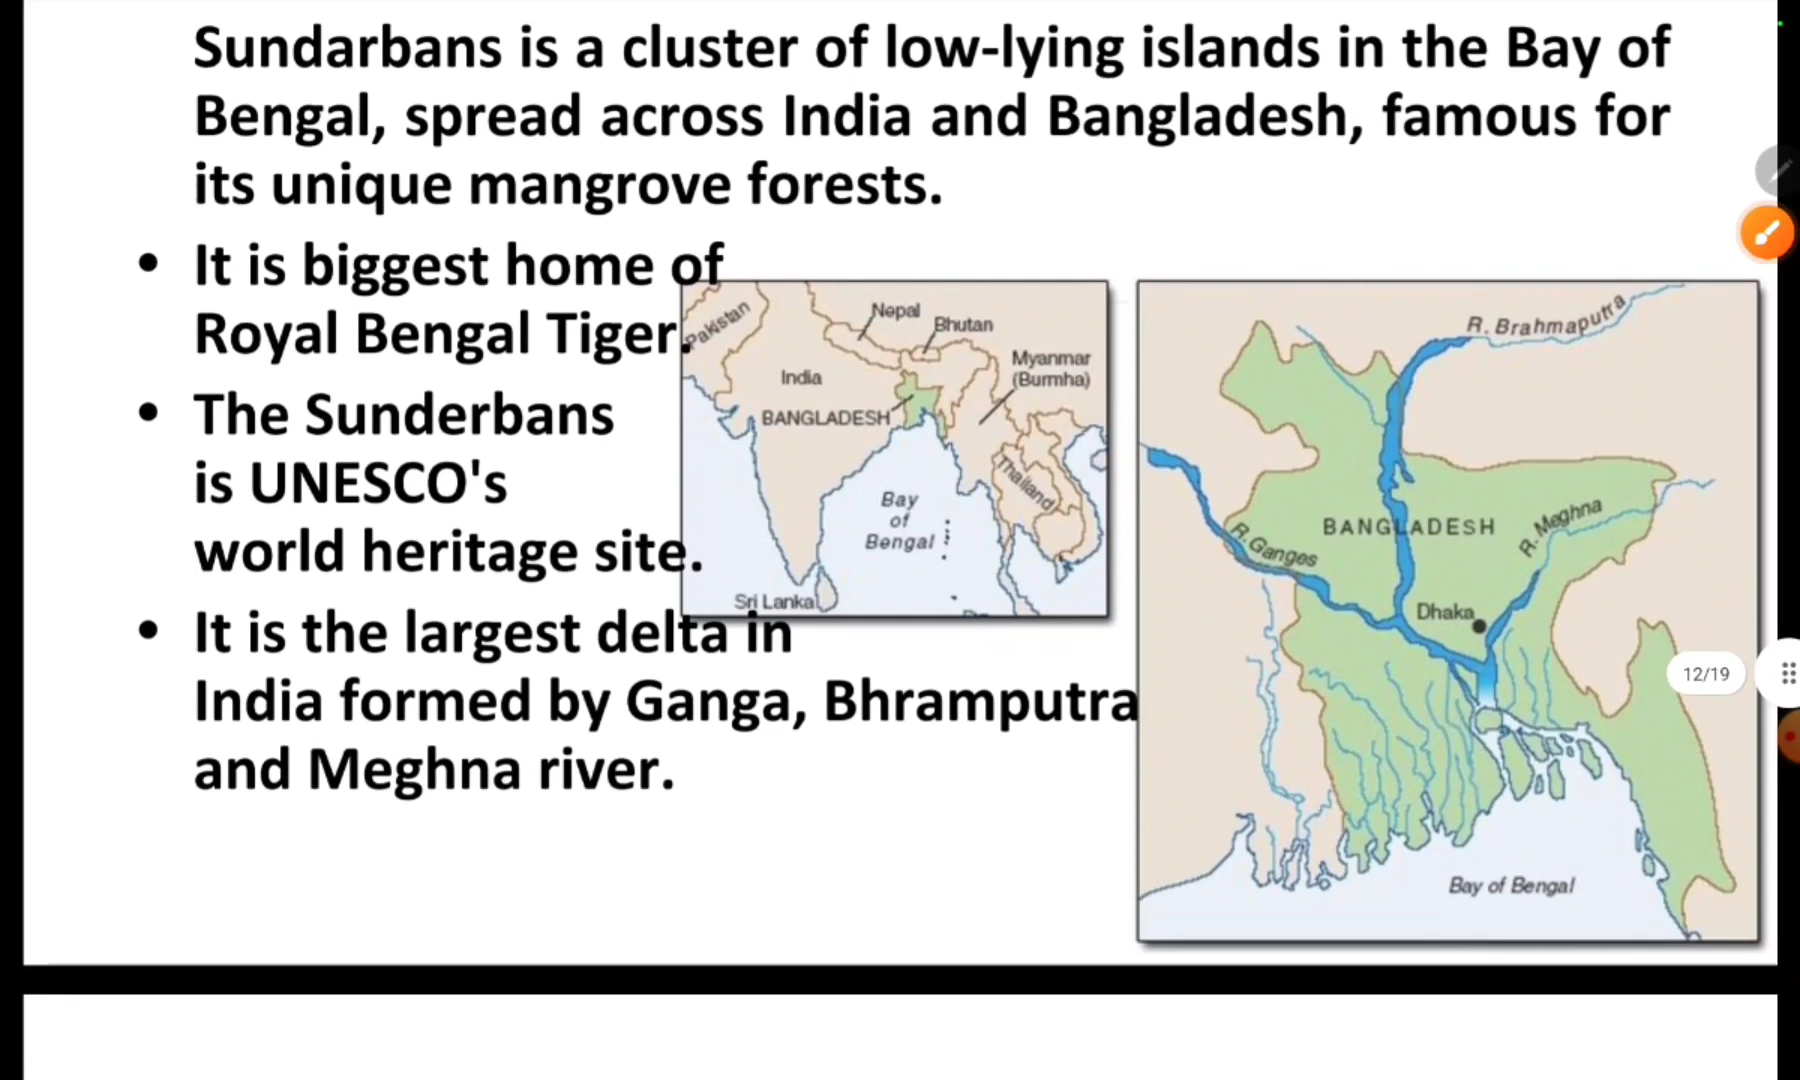 Sundarbans is a cluster of low-lying islands in the Bay of
Bengal, spread across India and Bangladesh, famous for
its unique mangrove forests.
• It is biggest home of
Royal Bengal Tiger.
• The Sunderbans
is UNESCO's
world heritage site.
• It is the largest delta in
India formed by Ganga, Bhramputra
and Meghna river.
Pakistan
Nepal
Bhutan
Myanmar
(Burmha)
India
BANGLADESH
Thailand
Bay
of
Bengal
Sri Lanka
R. Brahmaputra
BANGLADESH
R. Meghna
R. Ganges
Dhaka
Bay of Bengal
12/19